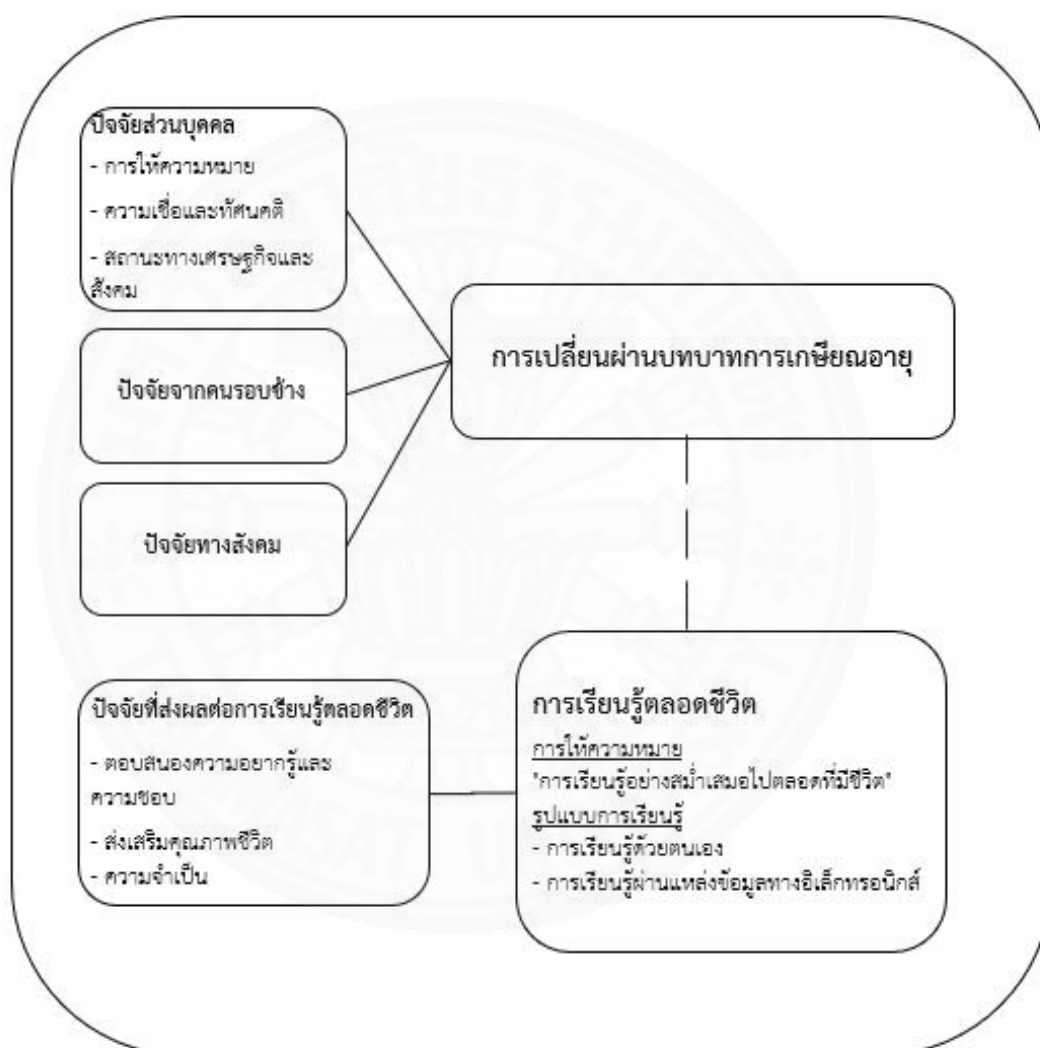 ปัจจัยส่วนบุคคล
- การให้ความหมาย
- ความเชื่อและทัศนคติ
- สถานะทางเศรษฐกิจและ
สังคม
ปัจจัยจากคนรอบข้าง
ปัจจัยทางสังคม
การเปลี่ยนผ่านบทบาทการเกษียณอายุ
ปัจจัยที่ส่งผลต่อการเรียนรู้ตลอดชีวิต
- ตอบสนองความอยากรู้และ
ความชอบ
- ส่งเสริมคุณภาพชีวิต
- ความจำเป็น
การเรียนรู้ตลอดชีวิต
การให้ความหมาย
"การเรียนรู้อย่างสม่ำเสมอไปตลอดที่มีชีวิต"
รูปแบบการเรียนรู้
- การเรียนรู้ด้วยตนเอง
- การเรียนรู้ผ่านแหล่งข้อมูลทางอิเล็กทรอนิกส์